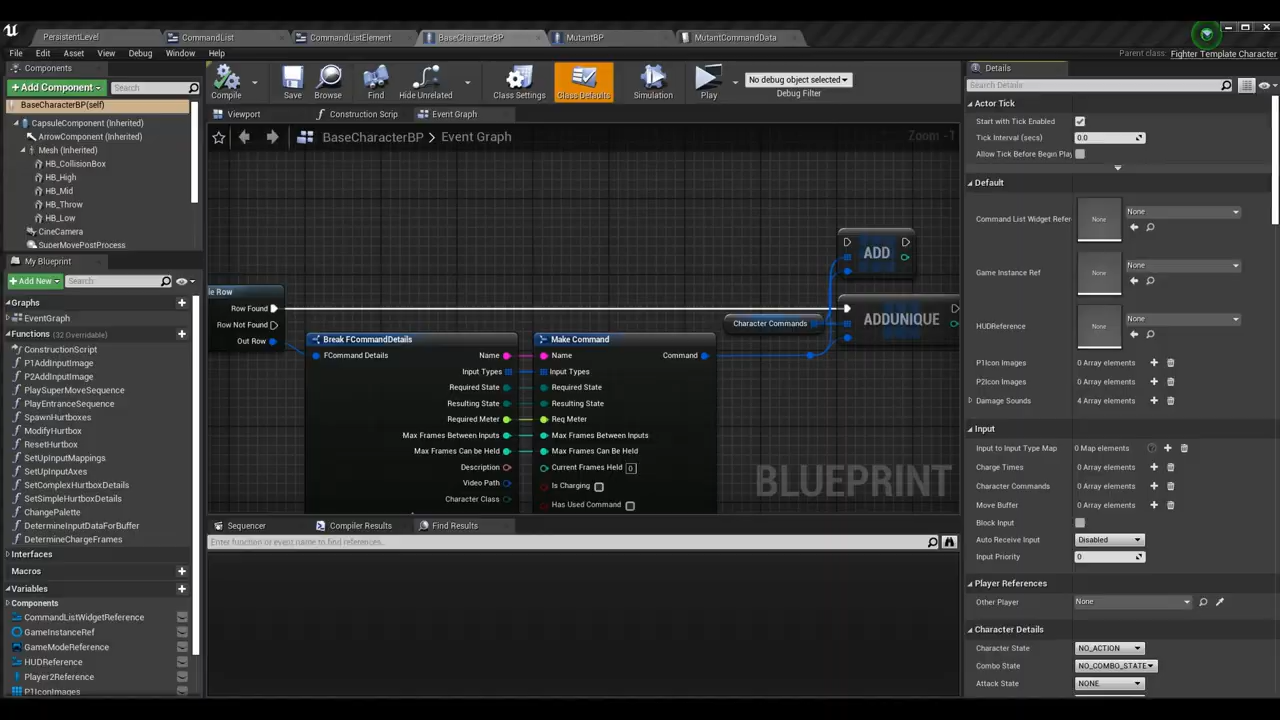 PersistentLevel
CommandList
CommandListElement
BaseCharacterBP
MutantBP
MutantCommandData
File Edit Asset View Debug Window Help
Parent class: Fighter Template Character
Components
+ Add Component
Search
BaseCharacterBP(self)
CapsuleComponent (Inherited)
ArrowComponent (Inherited)
Mesh (Inherited)
HB_CollisionBox
HB_High
HB_Mid
HB_Throw
HB_Low
CineCamera
SuperMovePostProcess
My Blueprint
+ Add New
Search
Graphs
EventGraph
Functions (32 Overridable)
ConstructionScript
P1AddInputImage
P2AddInputImage
PlaySuperMoveSequence
PlayEntranceSequence
SpawnHurtboxes
ModifyHurtbox
ResetHurtbox
SetUpInputMappings
SetUpInputAxes
SetComplexHurtboxDetails
SetSimpleHurtboxDetails
ChangePalette
DetermineInputDataForBuffer
DetermineChargeFrames
Interfaces
Macros
Variables
Components
CommandListWidgetReference
GameInstanceRef
GameModeReference
HUDReference
Player2Reference
P1IconImages
Compile
Save
Browse
Find
Hide Unrelated
Class Settings
Class Defaults
Simulation
Play
No debug object selected
Debug Filter
Viewport
Construction Script
Event Graph
BaseCharacterBP > Event Graph
Zoom -1
le Row
Row Found
Row Not Found
Out Row
Break FCommandDetails
FCommand Details
Name
Input Types
Required State
Resulting State
Required Meter
Max Frames Between Inputs
Max Frames Can be Held
Description
Video Path
Character Class
Make Command
Name
Command
Input Types
Required State
Resulting State
Req Meter
Max Frames Between Inputs
Max Frames Can Be Held
Current Frames Held 0
Is Charging
Has Used Command
Character Commands
ADD
ADDUNIQUE
BLUEPRINT
Sequencer
Compiler Results
Find Results
Enter function or event name to find references...
Details
Search Details
Actor Tick
Start with Tick Enabled
Tick Interval (secs) 0.0
Allow Tick Before Begin Play
Default
Command List Widget Refer
None
None
Game Instance Ref
None
None
HUDReference
None
None
P1Icon Images 0 Array elements
P2Icon Images 0 Array elements
Damage Sounds 4 Array elements
Input
Input to Input Type Map 0 Map elements
Charge Times 0 Array elements
Character Commands 0 Array elements
Move Buffer 0 Array elements
Block Input
Auto Receive Input Disabled
Input Priority 0
Player References
Other Player None
Character Details
Character State NO_ACTION
Combo State NO_COMBO_STATE
Attack State NONE